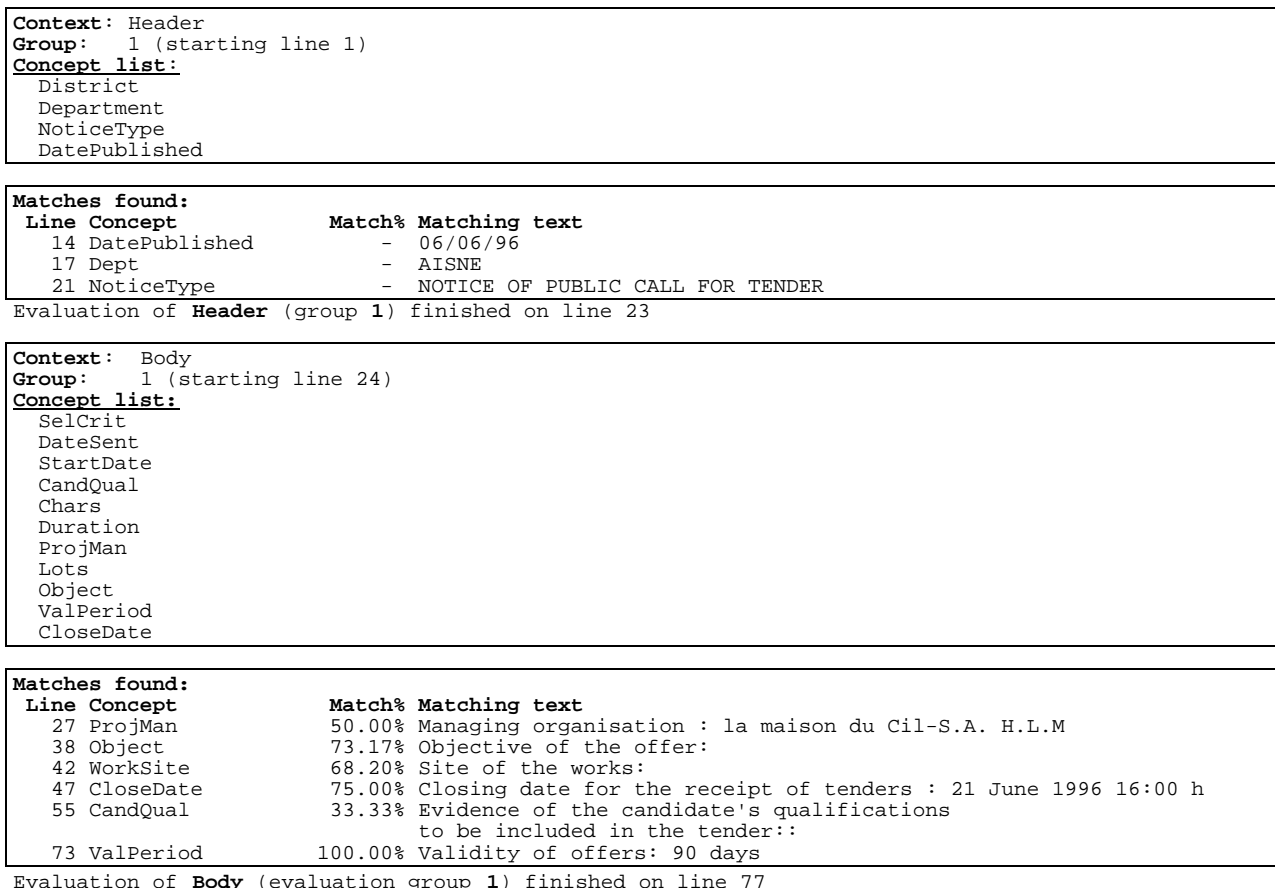 Context: Header
Group: 1 (starting line 1)
Concept list:
District
Department
NoticeType
DatePublished
Matches found:
Line Concept Match% Matching text
14 DatePublished - 06/06/96
17 Dept - AISNE
21 NoticeType - NOTICE OF PUBLIC CALL FOR TENDER
Evaluation of Header (group 1) finished on line 23
Context: Body
Group: 1 (starting line 24)
Concept list:
SelCrit
DateSent
StartDate
CandQual
Chars
Duration
ProjMan
Lots
Object
ValPeriod
CloseDate
Matches found:
Line Concept Match% Matching text
27 ProjMan 50.00% Managing organisation : la maison du Cil-S.A. H.L.M
38 Object 73.17% Objective of the offer:
42 WorkSite 68.20% Site of the works:
47 CloseDate 75.00% Closing date for the receipt of tenders : 21 June 1996 16:00 h
55 CandQual 33.33% Evidence of the candidate's qualifications
to be included in the tender::
73 ValPeriod 100.00% Validity of offers: 90 days
Evaluation of Body (evaluation group 1) finished on line 77